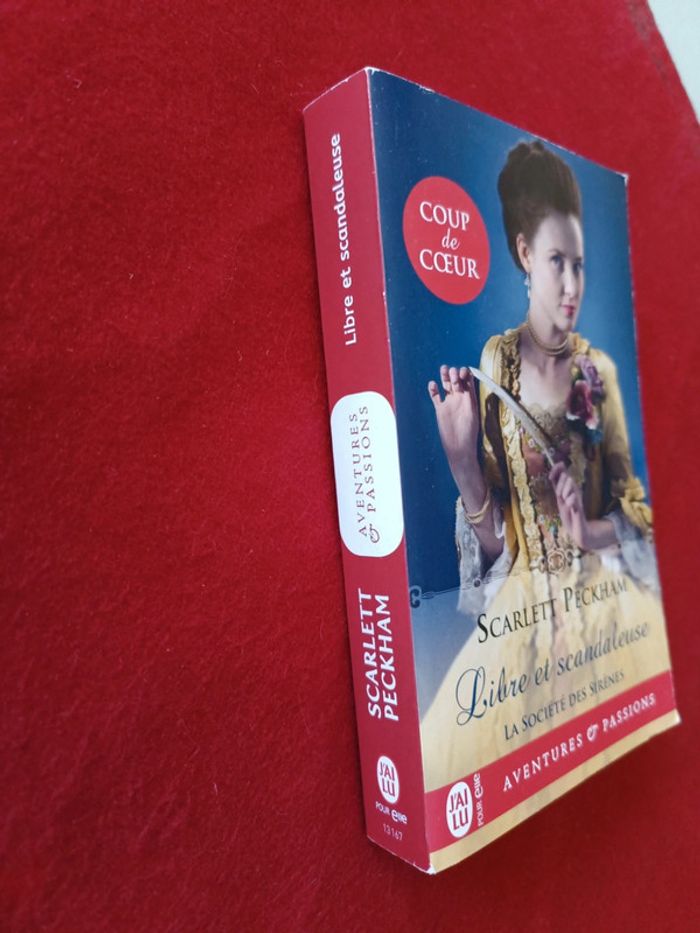 Libre et scandaleuse
AVENTURES
& PASSIONS
SCARLETT
PECKHAM
J'AI
LU
POUR elle
13167
COUP
de
CŒUR
SCARLETT PECKHAM
Libre et scandaleuse
LA SOCIÉTÉ DES SIRÈNES
AVENTURES & PASSIONS
J'AI
LU
POUR elle